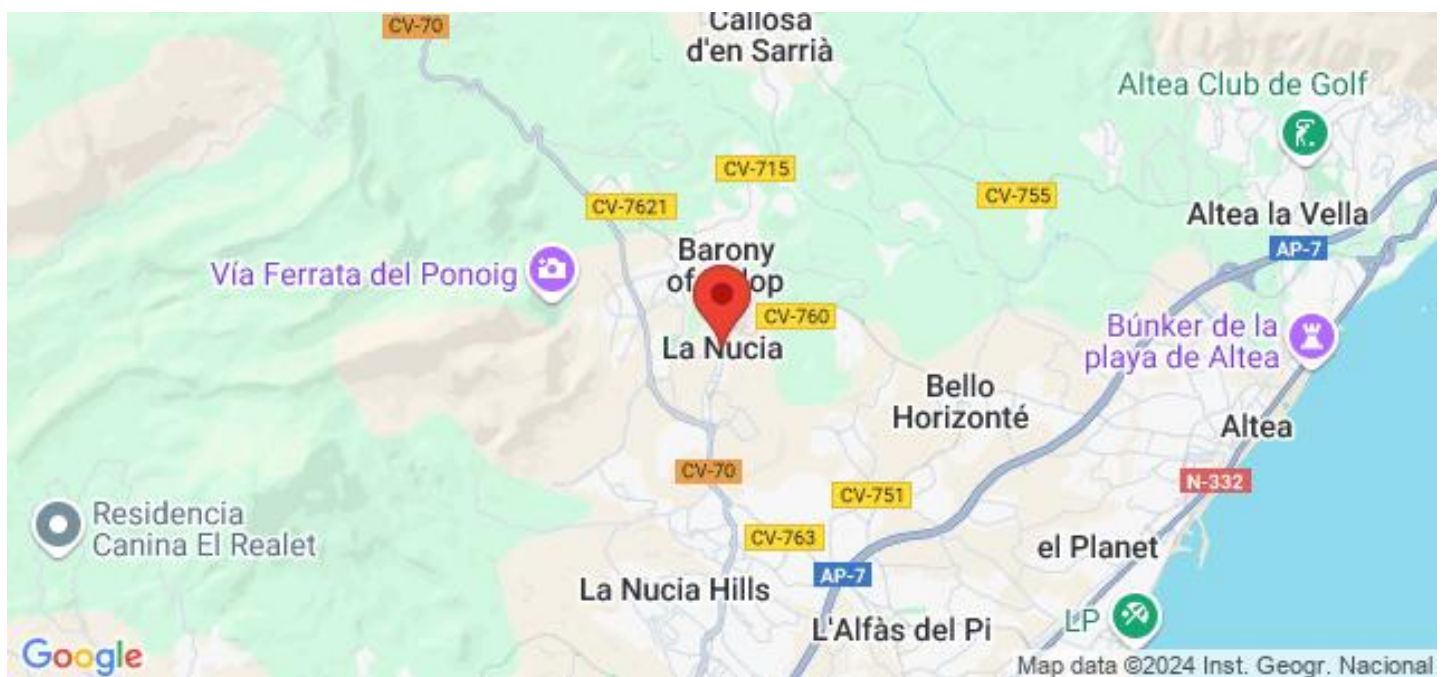 CV-70
Callosa
d'en Sarrià
Altea Club de Golf
CV-715
CV-755
CV-7621
Altea la Vella
Barony
AP-7
Vía Ferrata del Ponoig
CV-760
Búnker de la
playa de Altea
La Nucia
Bello
Horizonté
Altea
CV-70
N-332
CV-751
Residencia
Canina El Realet
CV-763
el Planet
AP-7
La Nucia Hills
L'Alfàs del Pi
LP
Google
Map data ©2024 Inst. Geogr. Nacional